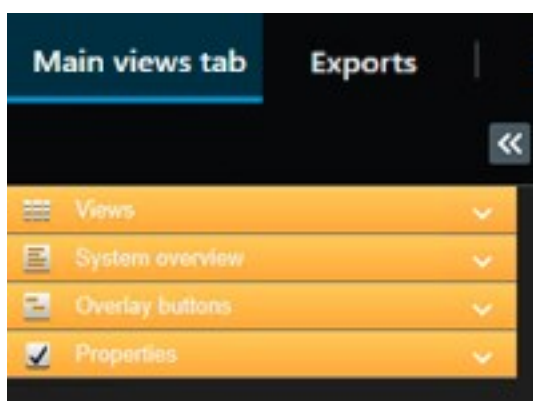 Main views tab Exports
Views
System overview
Overlay buttons
Properties